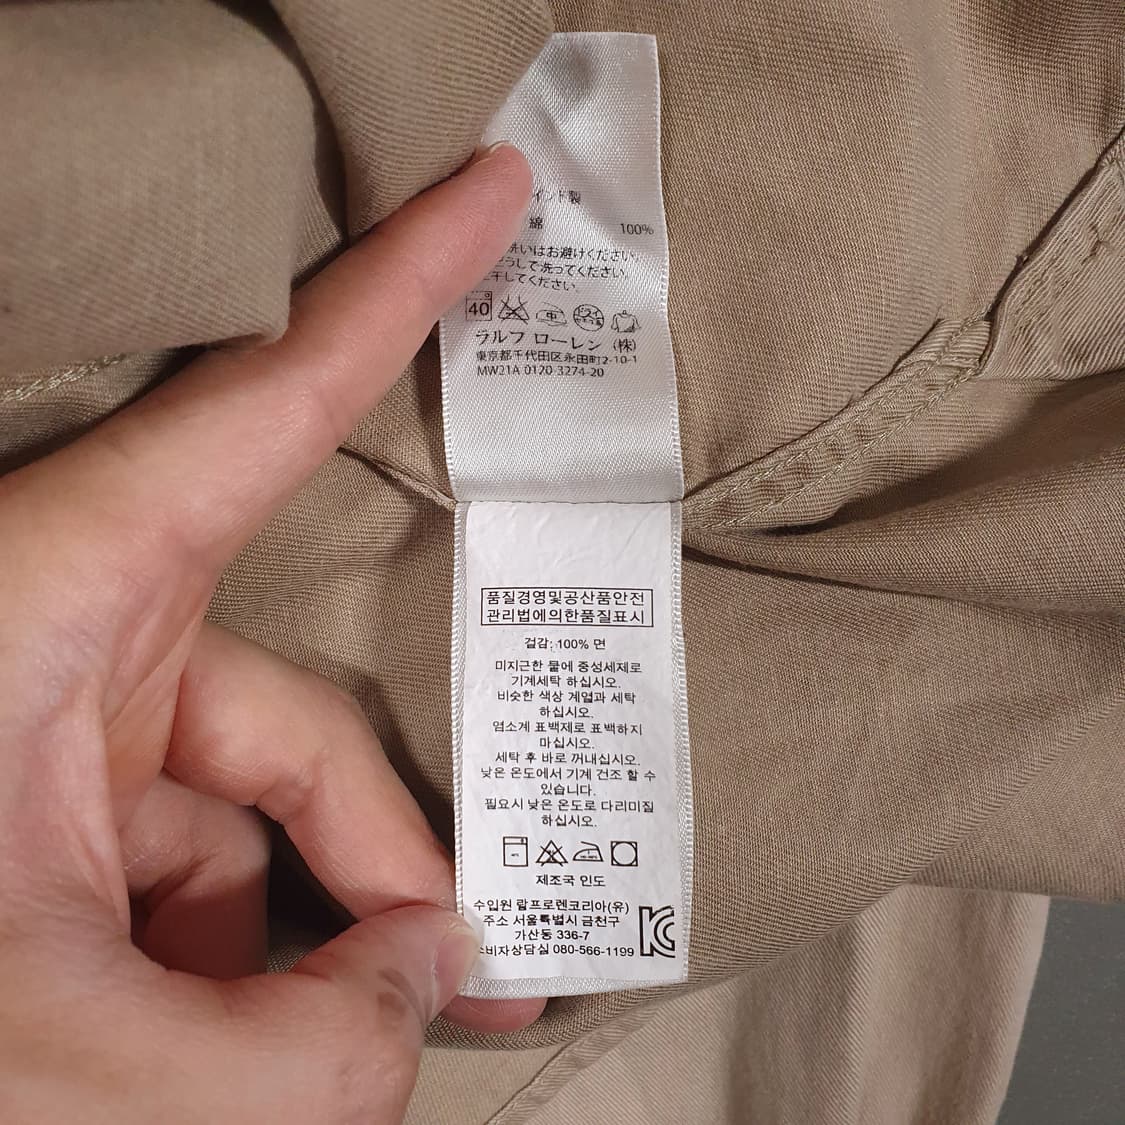 インド製
綿 100%
洗いはお避けください。
して洗ってください。
干してください。
40 中 ドライ
ラルフ ローレン (株)
東京都千代田区永田町2-10-1
MW21A 0120-3274-20
품질경영및공산품안전
관리법에의한품질표시
겉감: 100% 면
미지근한 물에 중성세제로
기계세탁 하십시오.
비슷한 색상 계열과 세탁
하십시오.
염소계 표백제로 표백하지
마십시오.
세탁 후 바로 꺼내십시오.
낮은 온도에서 기계 건조 할 수
있습니다.
필요시 낮은 온도로 다리미질
하십시오.
제조국 인도
수입원 랄프로렌코리아(유)
주소 서울특별시 금천구
가산동 336-7
비자상담실 080-566-1199
KC